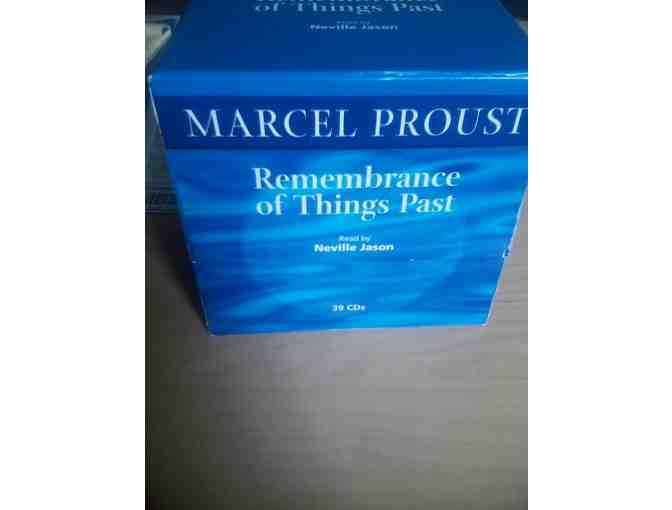 Remembrance
of Things Past
Read by
Neville Jason
MARCEL PROUST
Remembrance
of Things Past
Read by
Neville Jason
39 CDs